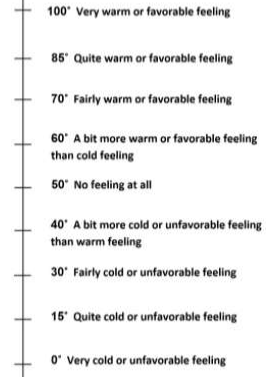 100° Very warm or favorable feeling
85° Quite warm or favorable feeling
70° Fairly warm or favorable feeling
60° A bit more warm or favorable feeling
than cold feeling
50° No feeling at all
40° A bit more cold or unfavorable feeling
than warm feeling
30° Fairly cold or unfavorable feeling
15° Quite cold or unfavorable feeling
0° Very cold or unfavorable feeling